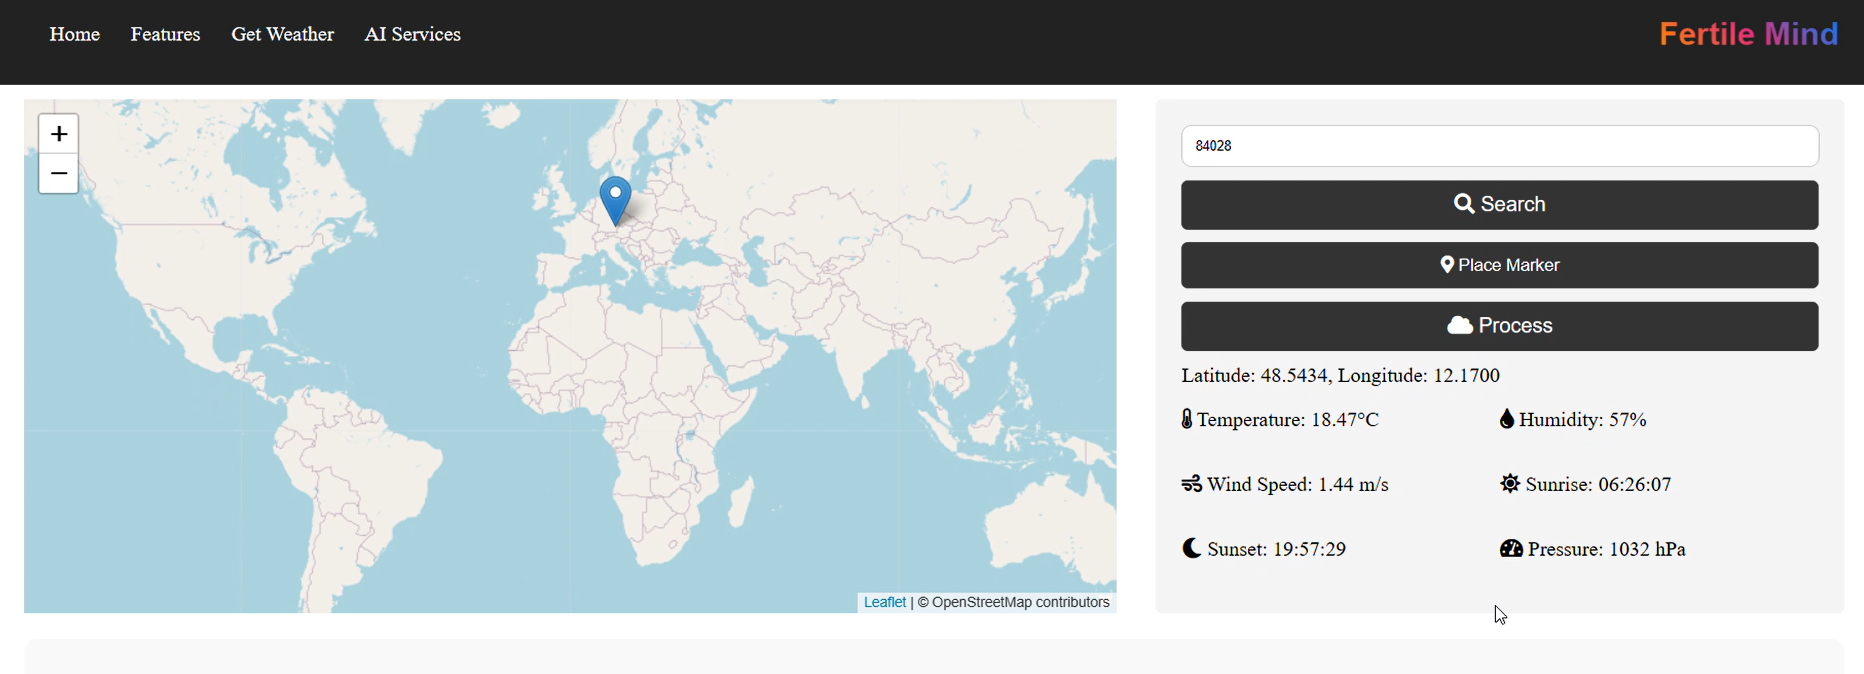 Home Features Get Weather AI Services Fertile Mind
+
−
84028
Search
Place Marker
Process
Latitude: 48.5434, Longitude: 12.1700
Temperature: 18.47°C Humidity: 57%
Wind Speed: 1.44 m/s Sunrise: 06:26:07
Sunset: 19:57:29 Pressure: 1032 hPa
Leaflet | © OpenStreetMap contributors